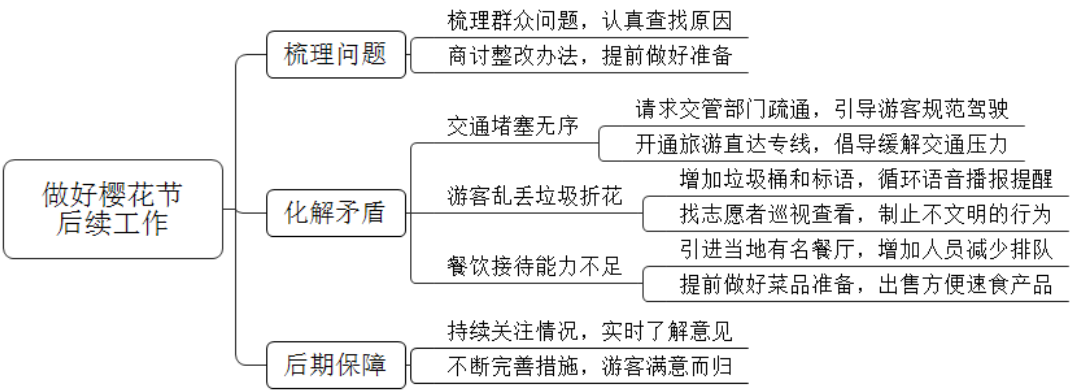 做好樱花节
后续工作
梳理问题
梳理群众问题，认真查找原因
商讨整改办法，提前做好准备
化解矛盾
交通堵塞无序
请求交管部门疏通，引导游客规范驾驶
开通旅游直达专线，倡导缓解交通压力
游客乱丢垃圾折花
增加垃圾桶和标语，循环语音播报提醒
找志愿者巡视查看，制止不文明的行为
餐饮接待能力不足
引进当地有名餐厅，增加人员减少排队
提前做好菜品准备，出售方便速食产品
后期保障
持续关注情况，实时了解意见
不断完善措施，游客满意而归